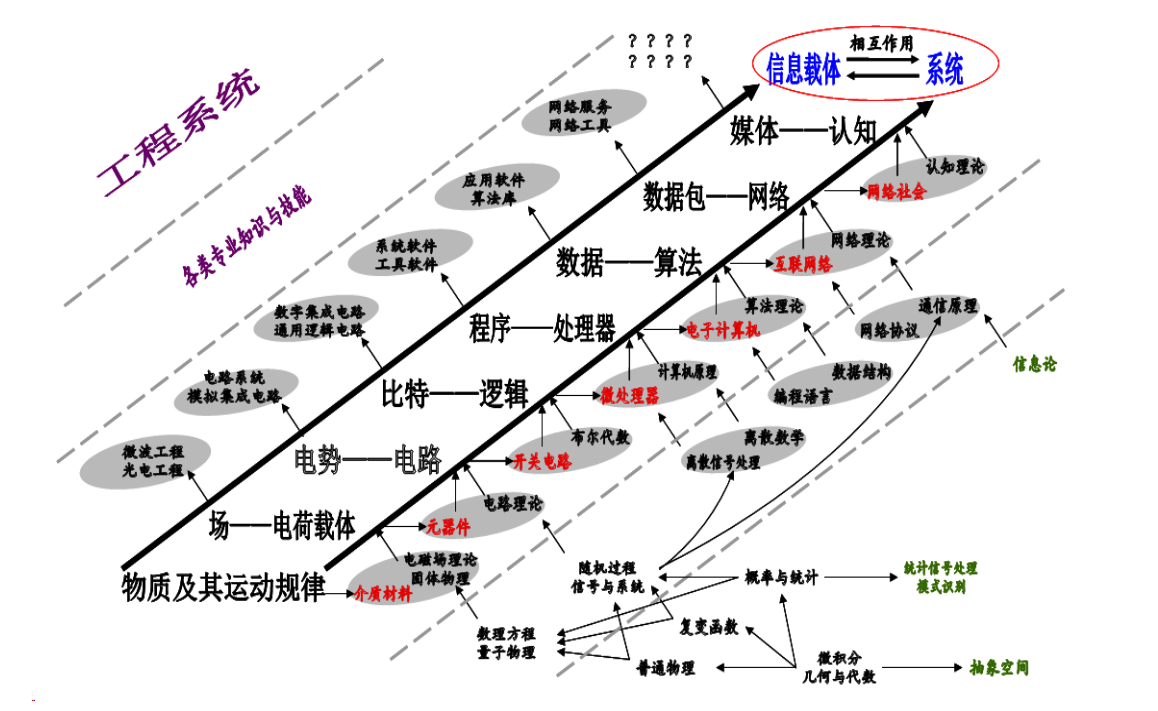 ？？？？
？？？？
相互作用
信息载体
系统
工程系统
各类专业知识与技能
网络服务
网络工具
媒体——认知
应用软件
算法库
数据包——网络
认知理论
网络社会
系统软件
工具软件
数据——算法
网络理论
互联网络
数字集成电路
通用逻辑电路
程序——处理器
算法理论
电子计算机
通信原理
网络协议
信息论
电路系统
模拟集成电路
比特——逻辑
计算机原理
微处理器
数据结构
编程语言
微波工程
光电工程
电势——电路
布尔代数
开关电路
离散数学
离散信号处理
场——电荷载体
电路理论
元器件
物质及其运动规律
电磁场理论
固体物理
介质材料
随机过程
信号与系统
概率与统计
统计信号处理
模式识别
数理方程
量子物理
复变函数
普通物理
微积分
几何与代数
抽象空间